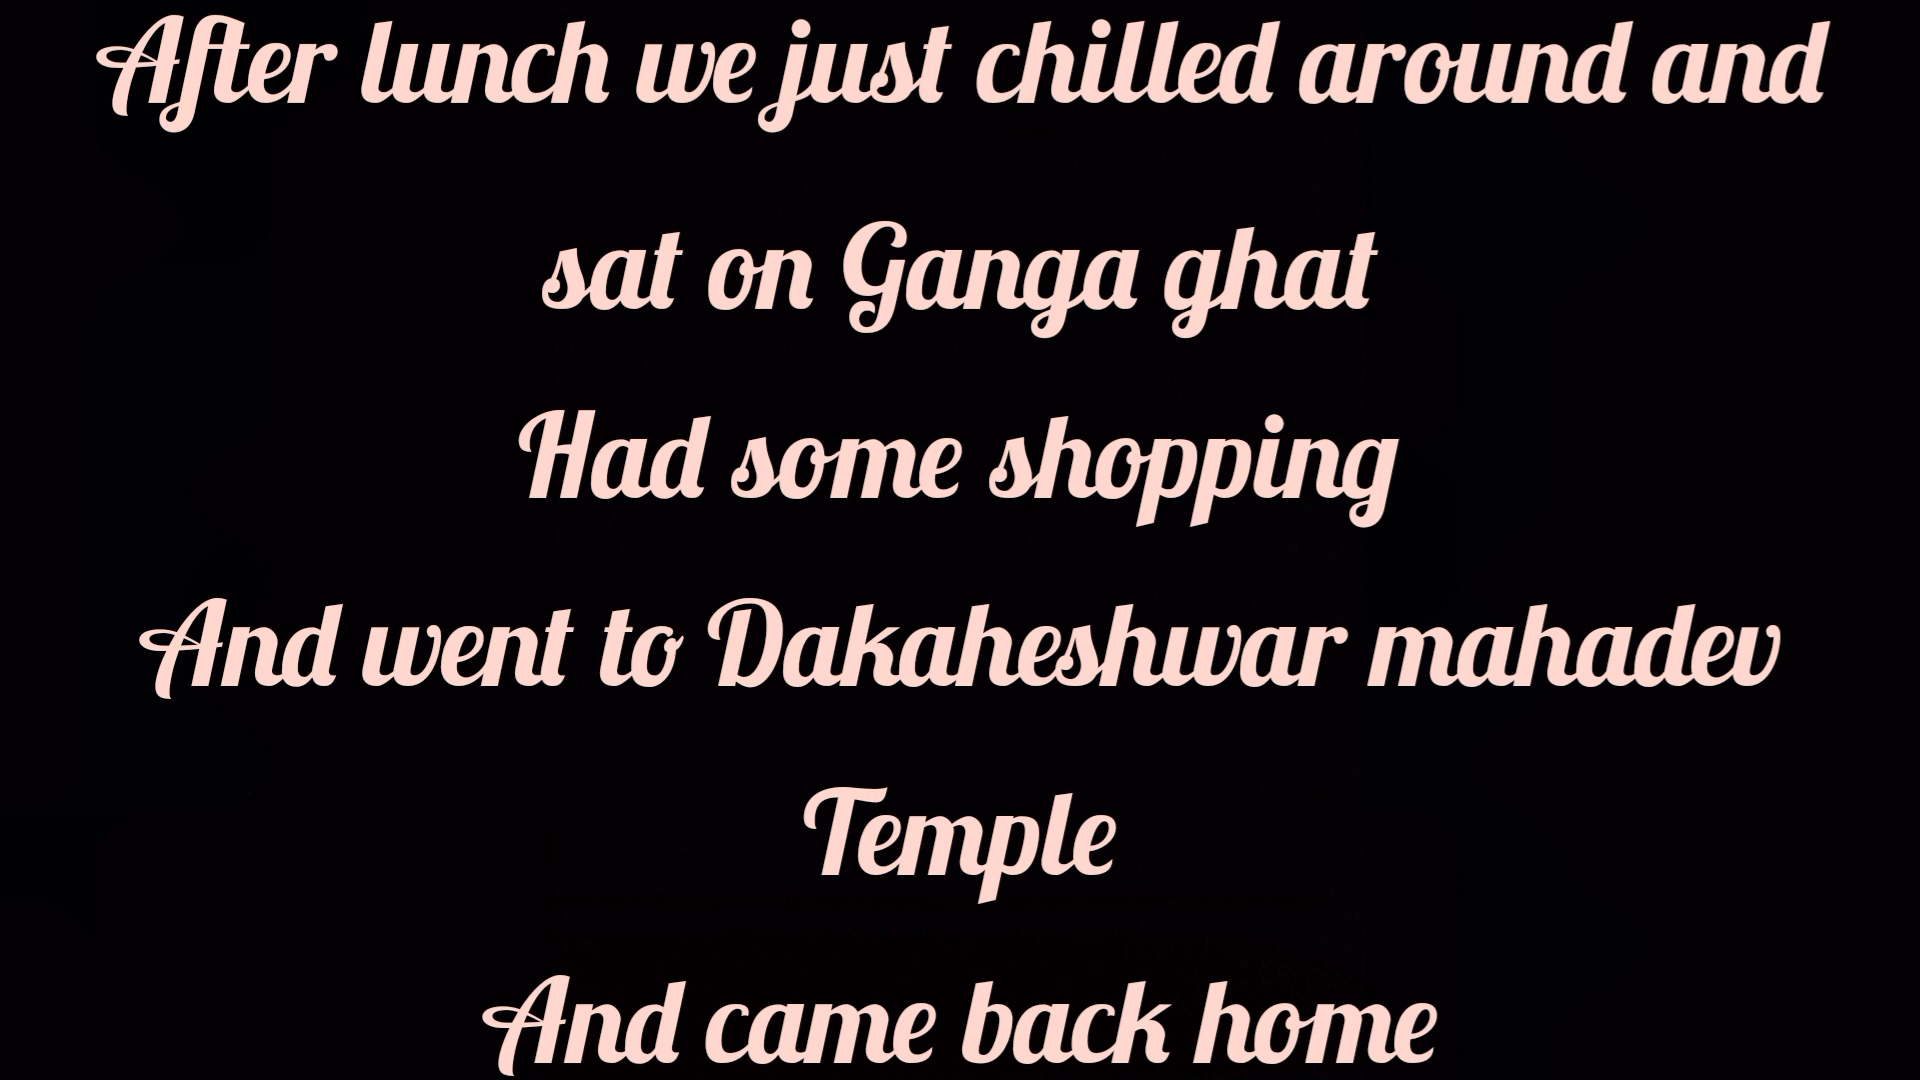 After lunch we just chilled around and
sat on Ganga ghat
Had some shopping
And went to Dakaheshwar mahadev
Temple
And came back home